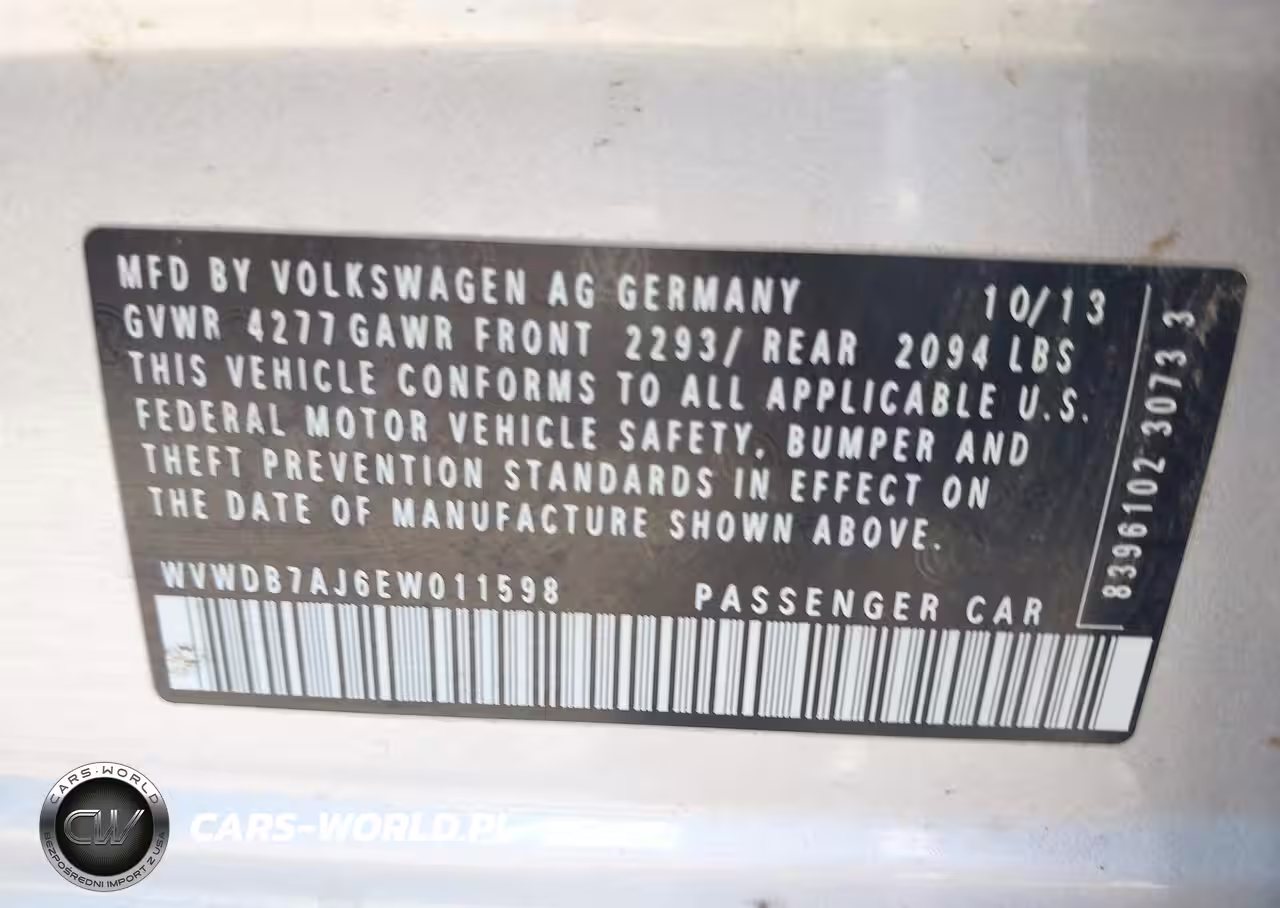 MFD BY VOLKSWAGEN AG GERMANY 10/13
GVWR 4277 GAWR FRONT 2293/ REAR 2094 LBS
THIS VEHICLE CONFORMS TO ALL APPLICABLE U.S.
FEDERAL MOTOR VEHICLE SAFETY, BUMPER AND
THEFT PREVENTION STANDARDS IN EFFECT ON
THE DATE OF MANUFACTURE SHOWN ABOVE.
WVWDB7AJ6EW011598 PASSENGER CAR
8396102 3073 3
CARS-WORLD
CW
BEZPOŚREDNI IMPORT Z USA
CARS-WORLD.PL